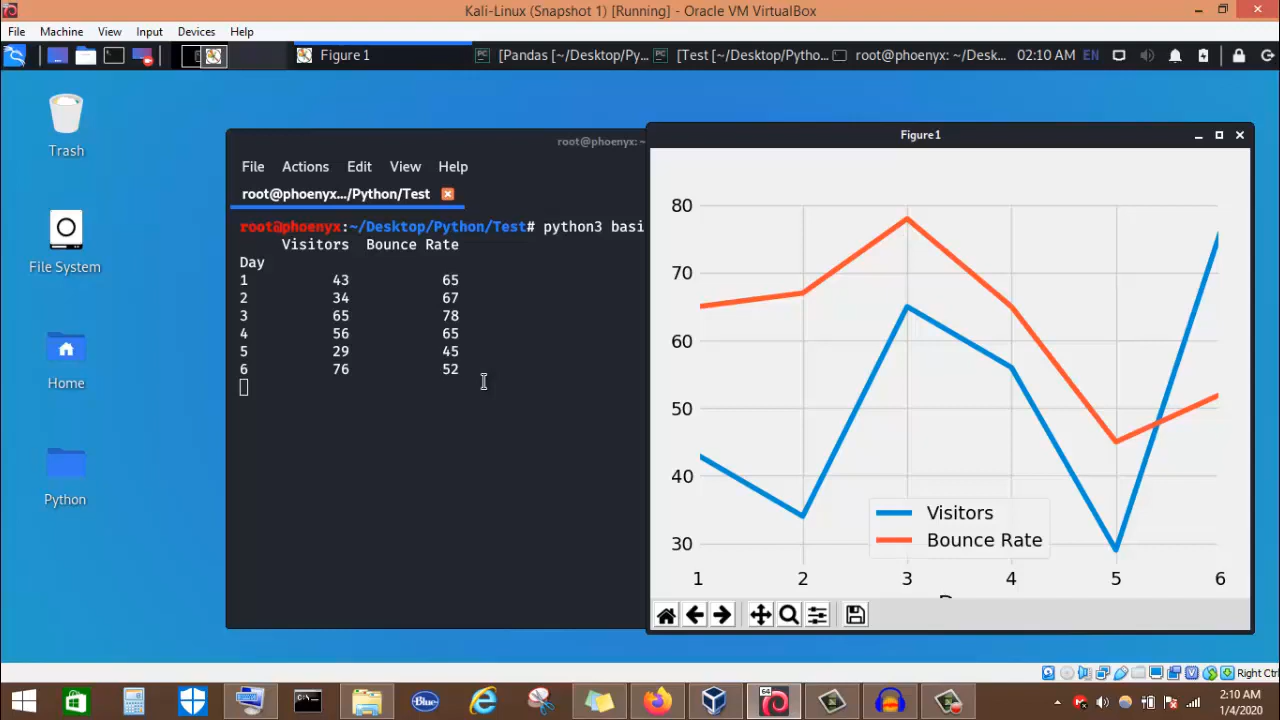 Kali-Linux (Snapshot 1) [Running] - Oracle VM VirtualBox
File Machine View Input Devices Help
Figure 1 [Pandas [~/Desktop/Py... [Test [~/Desktop/Pytho... root@phoenyx: ~/Desk... 02:10 AM EN
Trash
File System
Home
Python
root@phoenyx: ~
File Actions Edit View Help
root@phoenyx.../Python/Test
root@phoenyx:~/Desktop/Python/Test# python3 basi
Visitors Bounce Rate
Day
1 43 65
2 34 67
3 65 78
4 56 65
5 29 45
6 76 52
Figure 1
80
70
60
50
40
30
Visitors
Bounce Rate
1 2 3 4 5 6
Right Ctrl
Blue
64
2:10 AM
1/4/2020